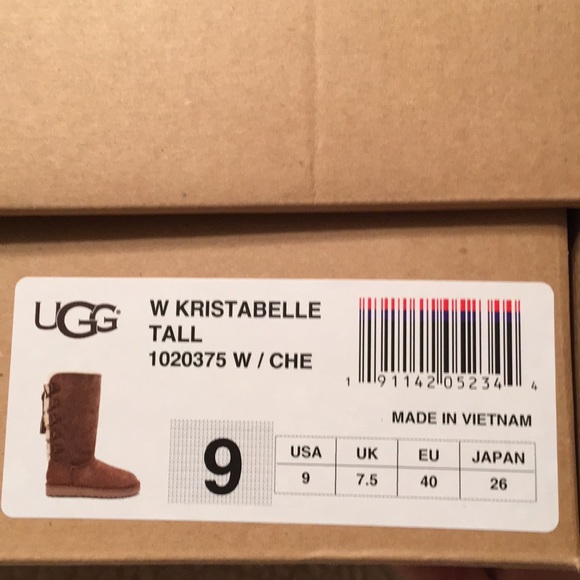 UGG
W KRISTABELLE
TALL
1020375 W / CHE
1 91142 05234 4
MADE IN VIETNAM
9
USA UK EU JAPAN
9 7.5 40 26